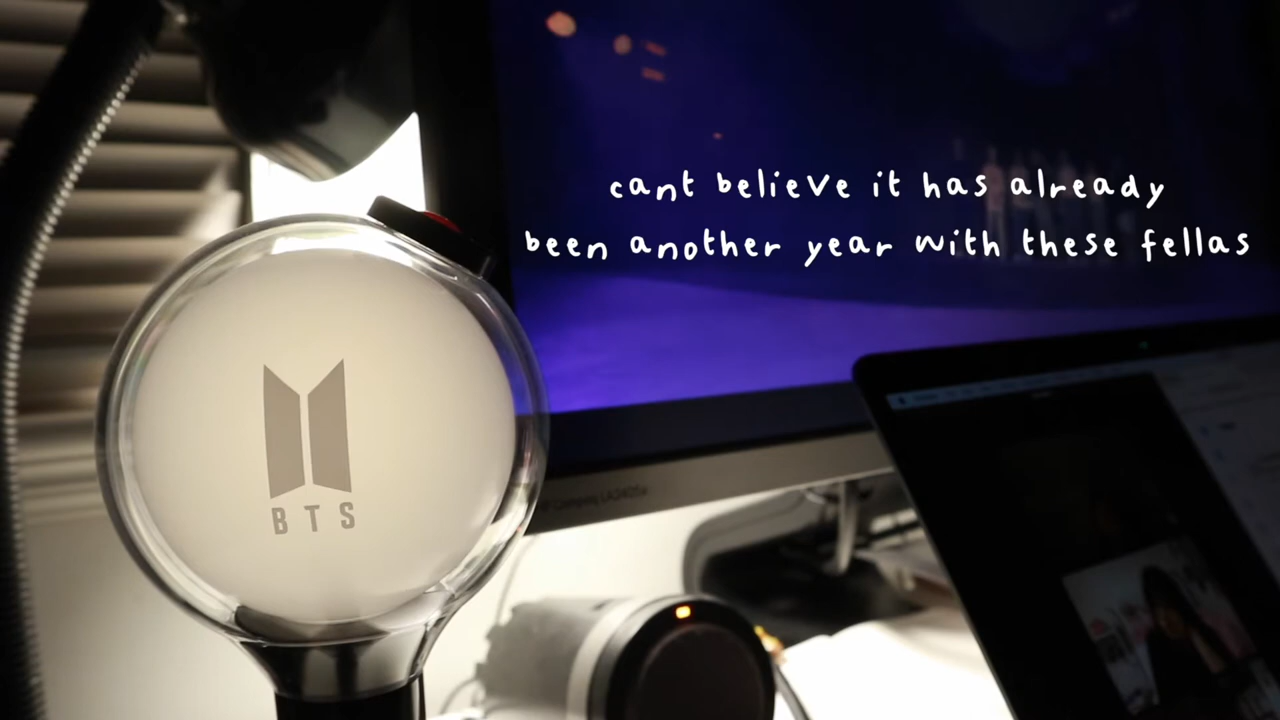 cant believe it has already
been another year with these fellas
BTS